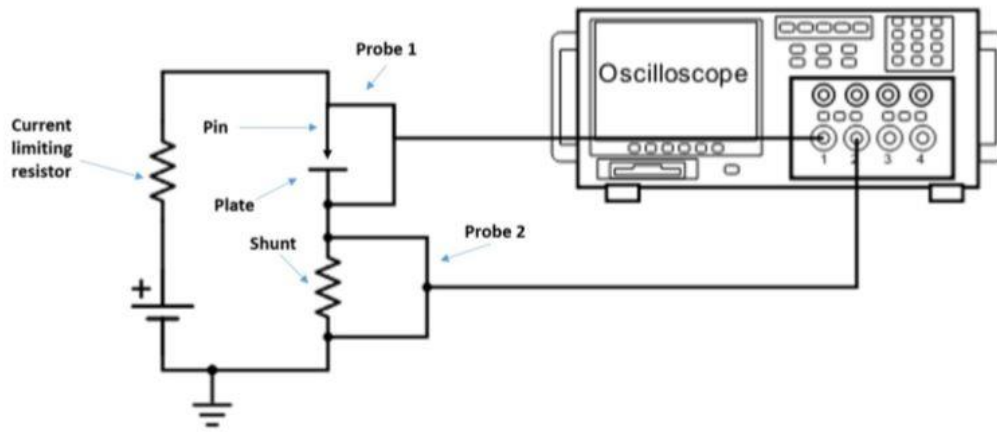 Probe 1
Oscilloscope
Current
limiting
resistor
Pin
1 2 3 4
Plate
Shunt
Probe 2
+